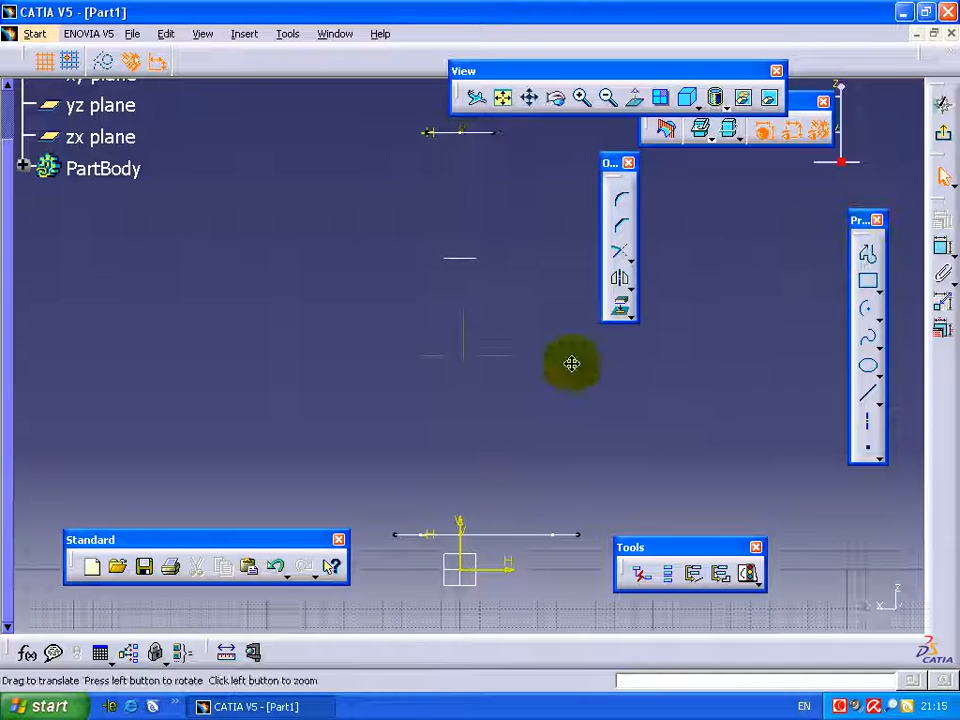 CATIA V5 - [Part1]
Start ENOVIA V5 File Edit View Insert Tools Window Help
View
xy plane
yz plane
zx plane
PartBody
O...
Pr...
z
H
H
V
H
Standard
Tools
z
x
f(x)
CATIA
Drag to translate Press left button to rotate Click left button to zoom
start
CATIA V5 - [Part1]
EN
21:15